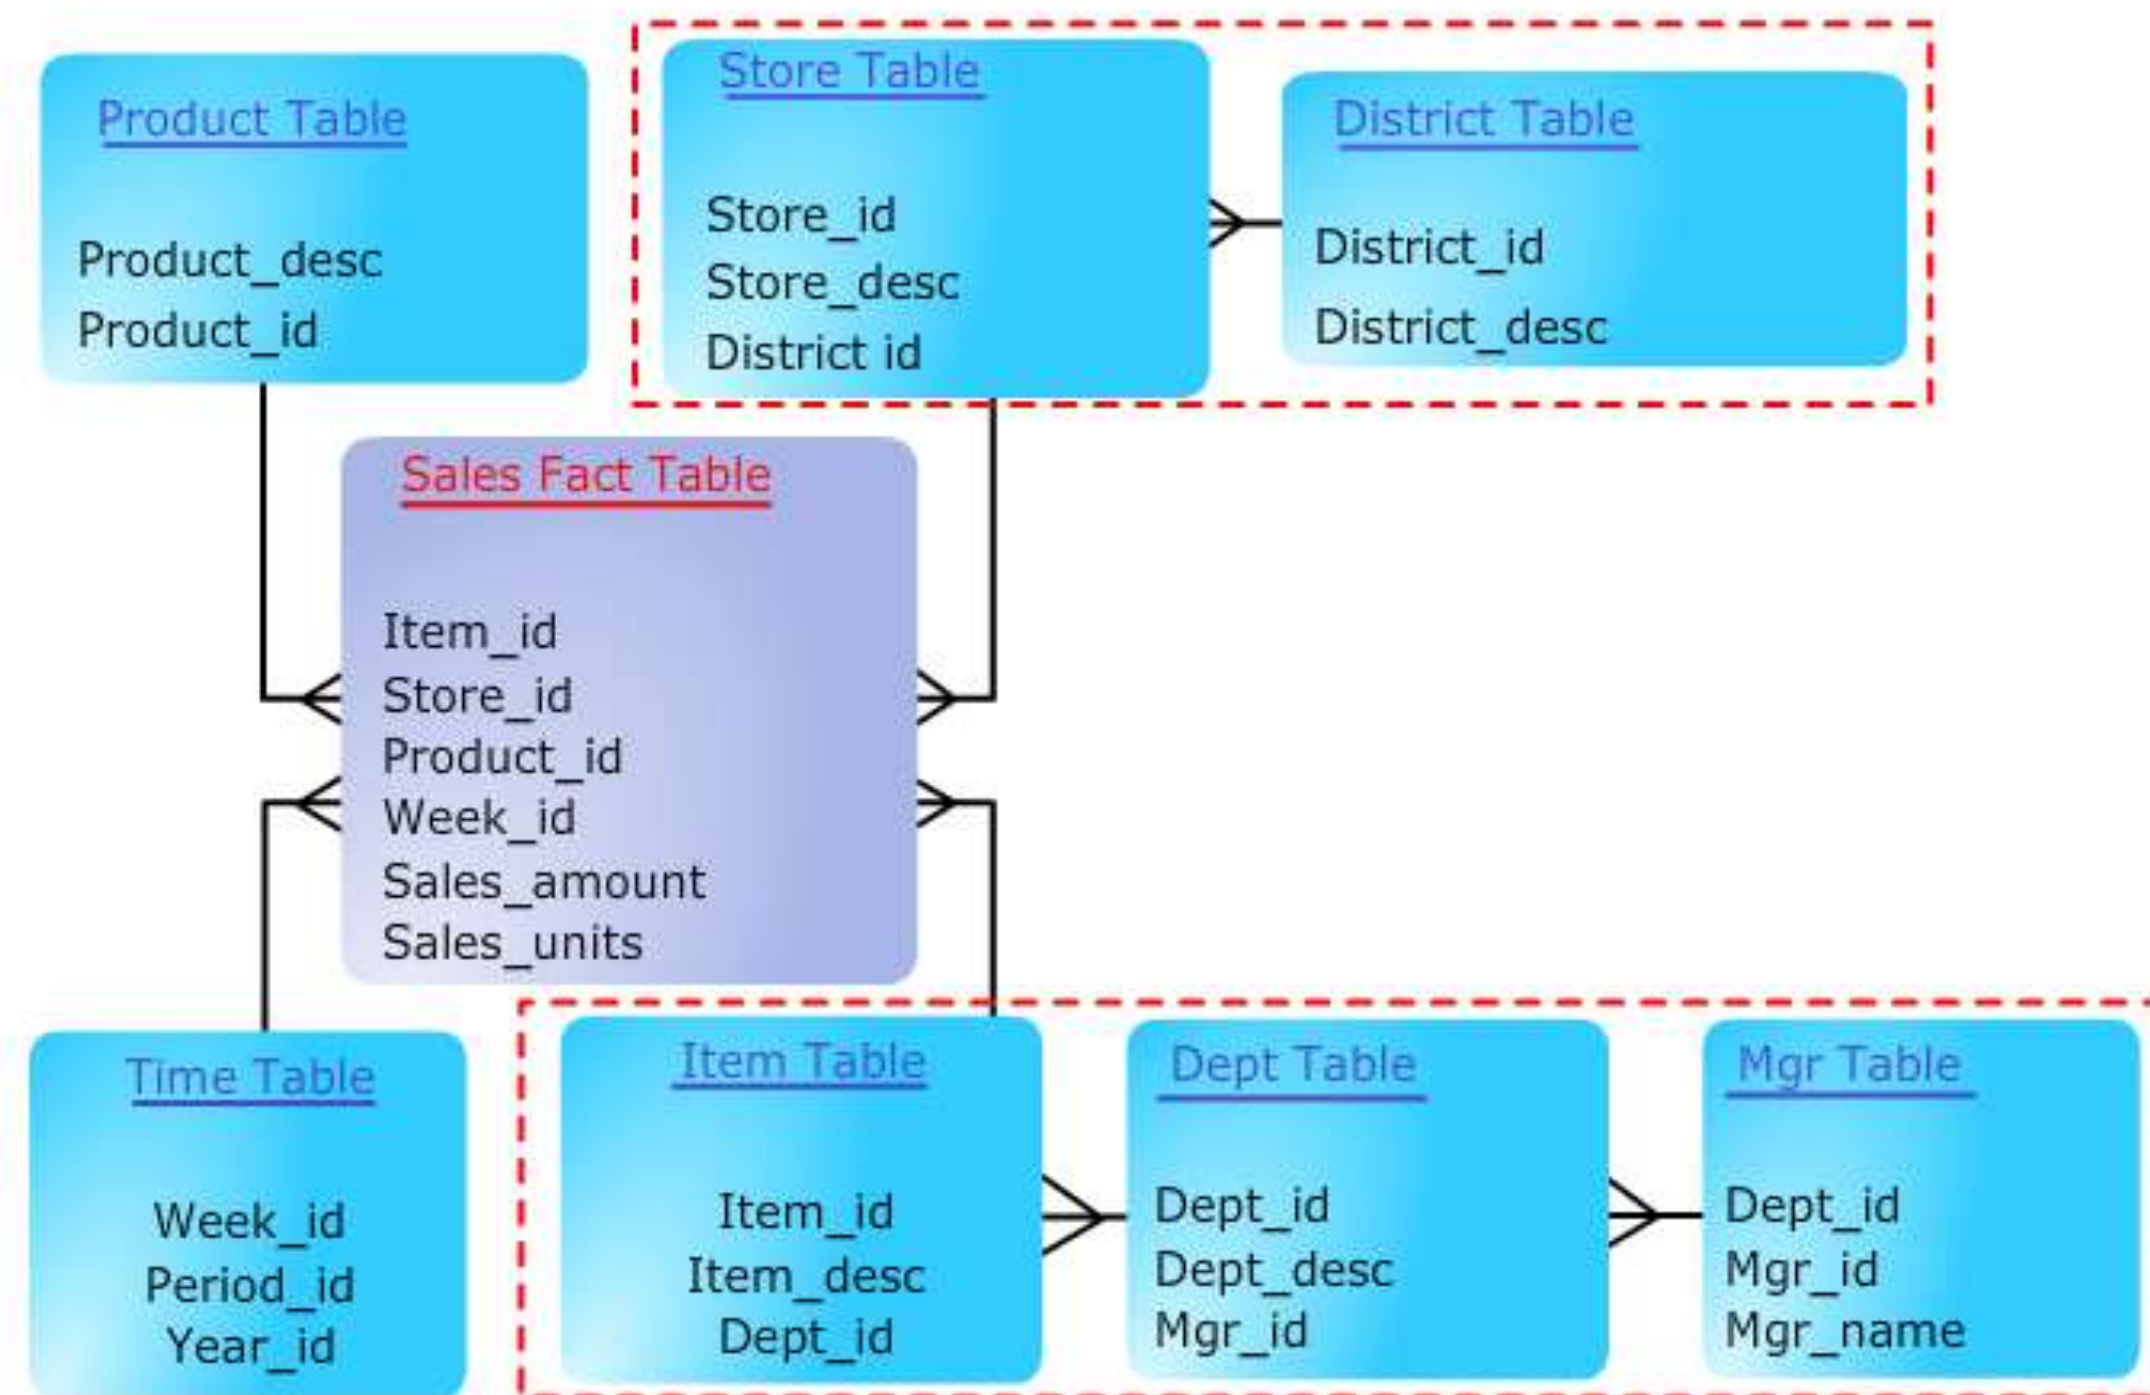 Product Table
Product_desc
Product_id
Store Table
Store_id
Store_desc
District id
District Table
District_id
District_desc
Sales Fact Table
Item_id
Store_id
Product_id
Week_id
Sales_amount
Sales_units
Time Table
Week_id
Period_id
Year_id
Item Table
Item_id
Item_desc
Dept_id
Dept Table
Dept_id
Dept_desc
Mgr_id
Mgr Table
Dept_id
Mgr_id
Mgr_name